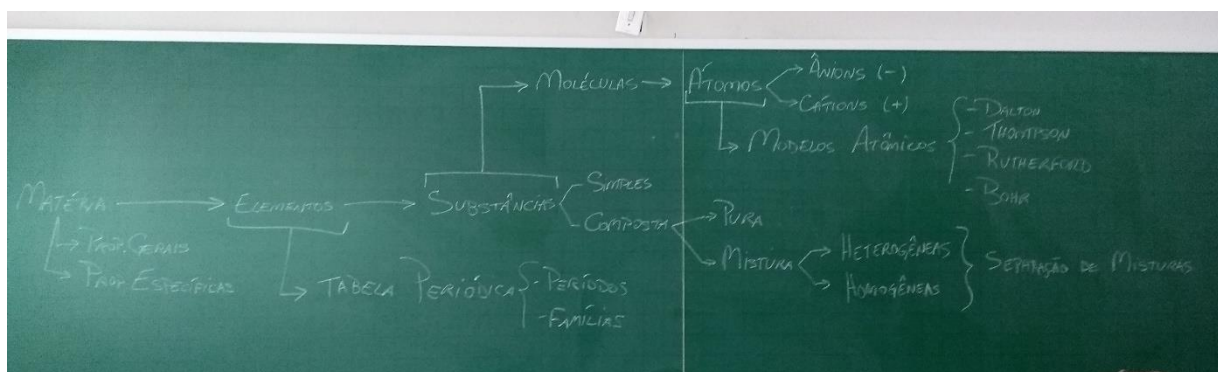 MOLÉCULAS → ÁTOMOS → ÂNIONS (-)
→ CÁTIONS (+)
→ MODELOS ATÔMICOS { - DALTON
- THOMPSON
- RUTHERFORD
- BOHR
MATÉRIA → ELEMENTOS → SUBSTÂNCIAS
SIMPLES
COMPOSTA → PURA
→ MISTURA → HETEROGÊNEAS
→ HOMOGÊNEAS } SEPARAÇÃO DE MISTURAS
→ PROP. GERAIS
→ PROP. ESPECÍFICAS
→ TABELA PERIÓDICA { - PERÍODOS
- FAMÍLIAS